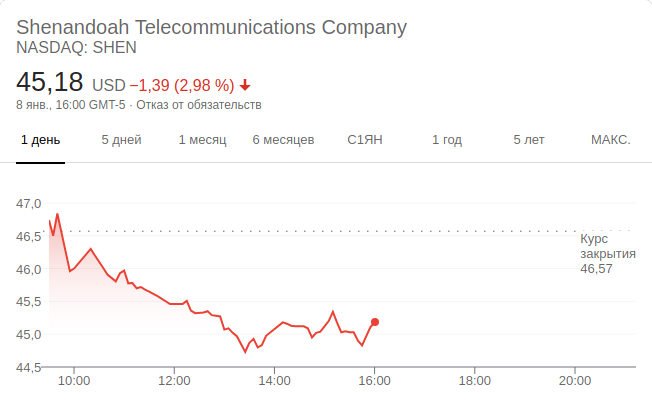 Shenandoah Telecommunications Company
NASDAQ: SHEN
45,18 USD −1,39 (2,98 %)
8 янв., 16:00 GMT-5 · Отказ от обязательств
1 день 5 дней 1 месяц 6 месяцев С1ЯН 1 год 5 лет МАКС.
47,0
46,5
Курс
закрытия
46,57
46,0
45,5
45,0
44,5
10:00 12:00 14:00 16:00 18:00 20:00